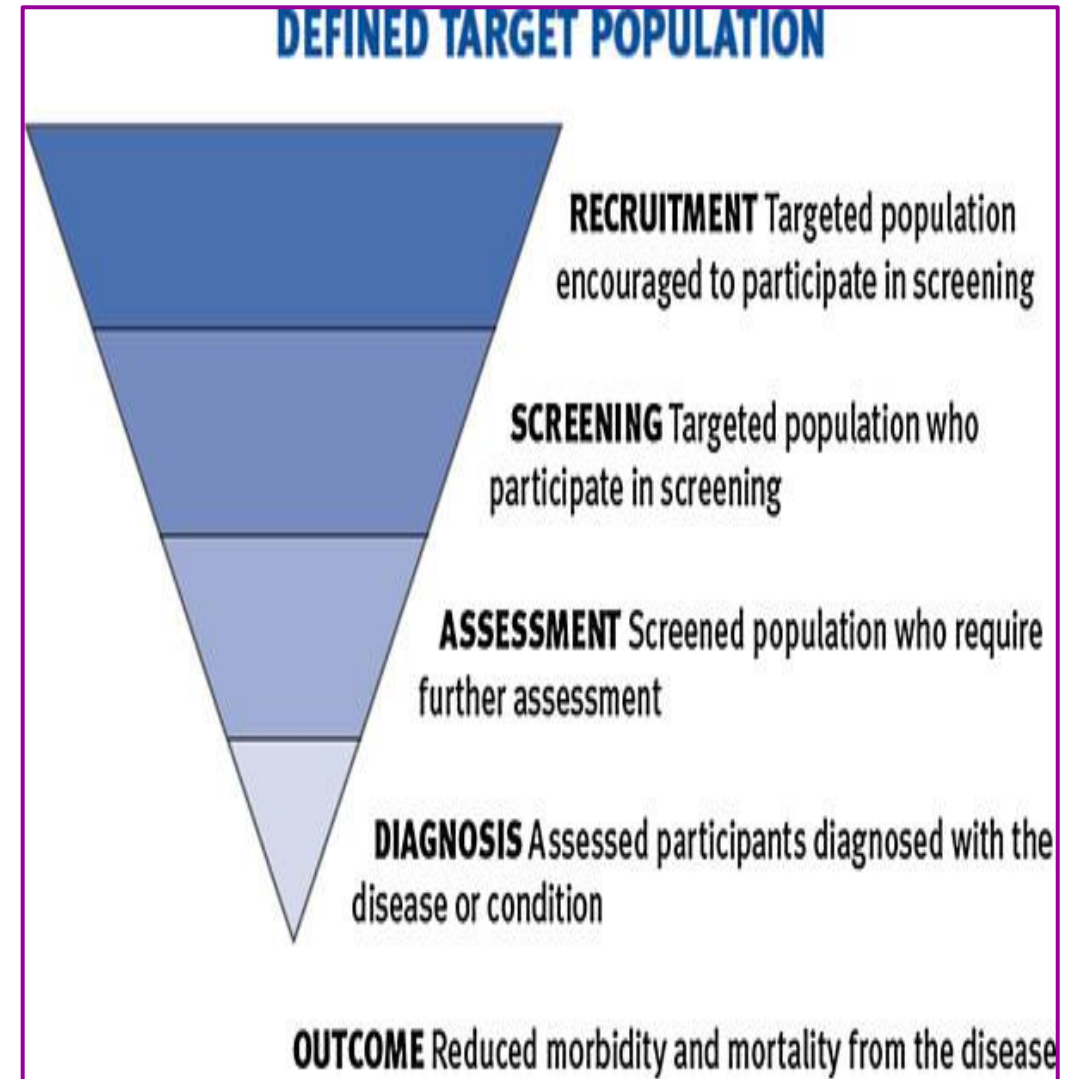 DEFINED TARGET POPULATION
RECRUITMENT Targeted population
encouraged to participate in screening
SCREENING Targeted population who
participate in screening
ASSESSMENT Screened population who require
further assessment
DIAGNOSIS Assessed participants diagnosed with the
disease or condition
OUTCOME Reduced morbidity and mortality from the disease